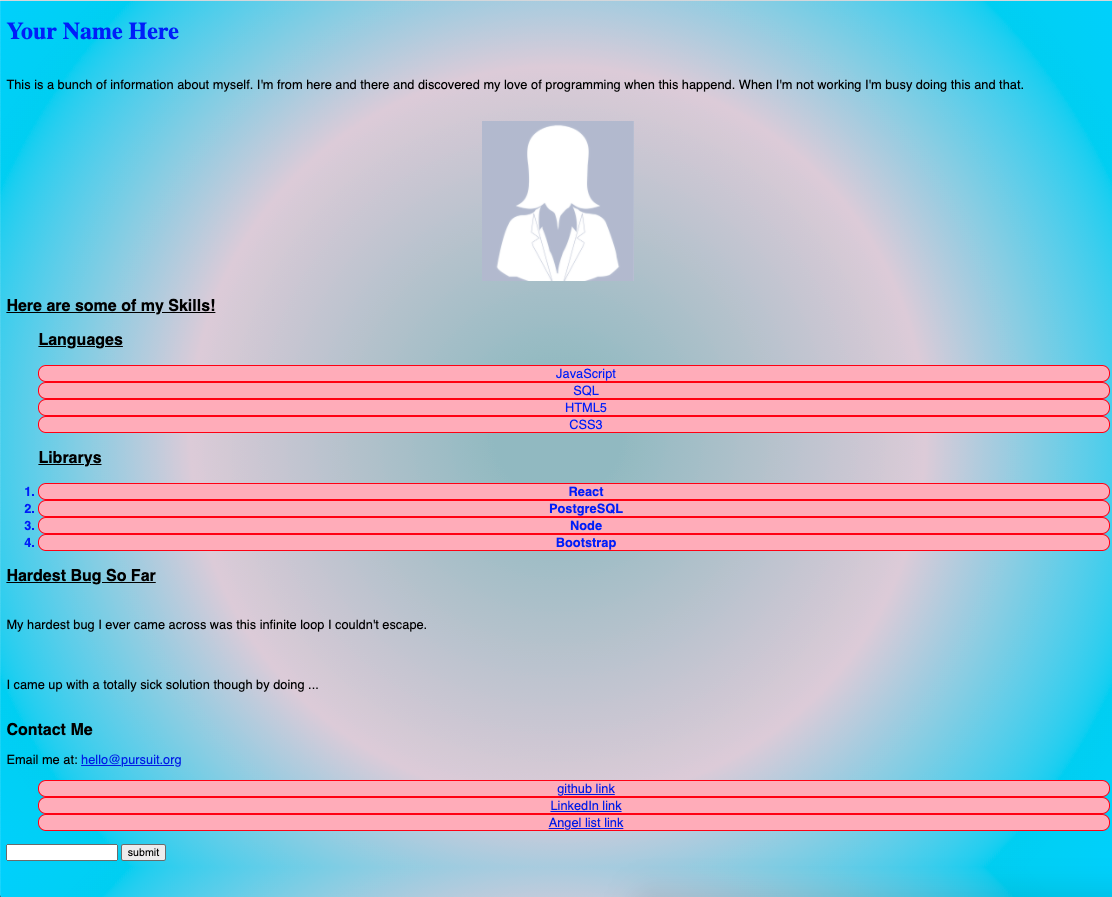 Your Name Here
This is a bunch of information about myself. I'm from here and there and discovered my love of programming when this happend. When I'm not working I'm busy doing this and that.
Here are some of my Skills!
Languages
JavaScript
SQL
HTML5
CSS3
Librarys
1. React
2. PostgreSQL
3. Node
4. Bootstrap
Hardest Bug So Far
My hardest bug I ever came across was this infinite loop I couldn't escape.
I came up with a totally sick solution though by doing ...
Contact Me
Email me at: hello@pursuit.org
github link
LinkedIn link
Angel list link
submit